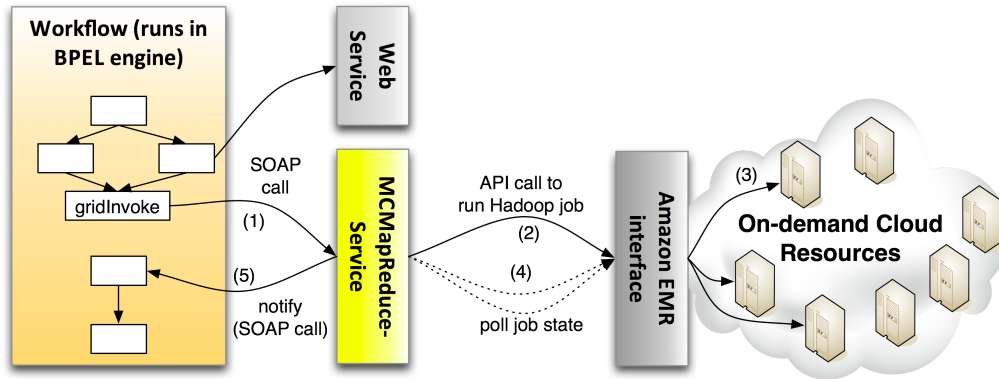 Workflow (runs in
BPEL engine)
gridInvoke
Web
Service
SOAP
call
(1)
(5)
notify
(SOAP call)
MCMapReduce-
Service
API call to
run Hadoop job
(2)
(4)
poll job state
Amazon EMR
interface
(3)
On-demand Cloud
Resources